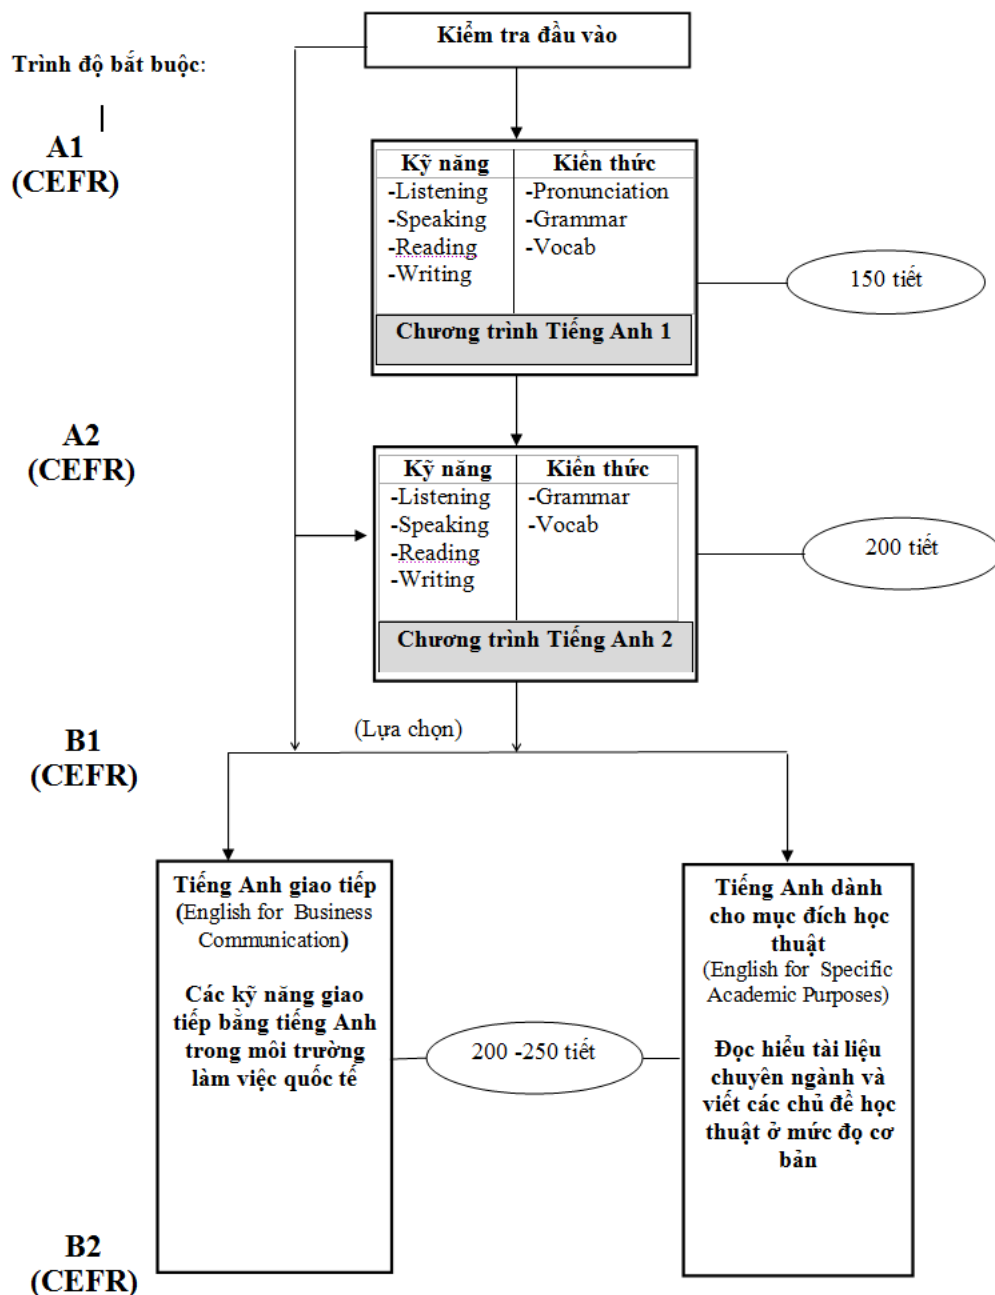 Kiểm tra đầu vào
Trình độ bắt buộc:
A1
(CEFR)
Kỹ năng
Kiến thức
-Listening
-Pronunciation
-Speaking
-Grammar
-Reading
-Vocab
-Writing
150 tiết
Chương trình Tiếng Anh 1
A2
(CEFR)
Kỹ năng
Kiến thức
-Listening
-Grammar
-Speaking
-Vocab
-Reading
-Writing
200 tiết
Chương trình Tiếng Anh 2
(Lựa chọn)
B1
(CEFR)
Tiếng Anh giao tiếp
(English for Business
Communication)
Các kỹ năng giao
tiếp bằng tiếng Anh
trong môi trường
làm việc quốc tế
200 -250 tiết
Tiếng Anh dành
cho mục đích học
thuật
(English for Specific
Academic Purposes)
Đọc hiểu tài liệu
chuyên ngành và
viết các chủ đề học
thuật ở mức đọ cơ
bản
B2
(CEFR)